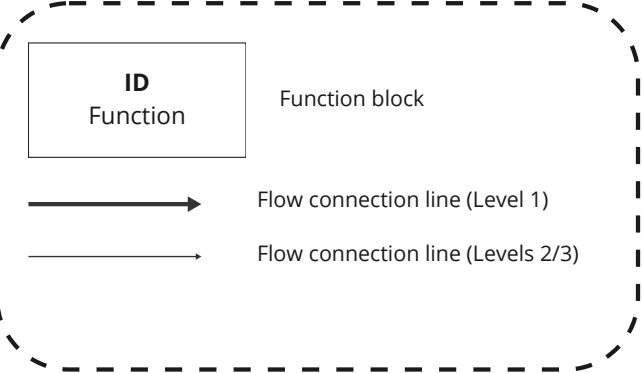 ID
Function
Function block
Flow connection line (Level 1)
Flow connection line (Levels 2/3)